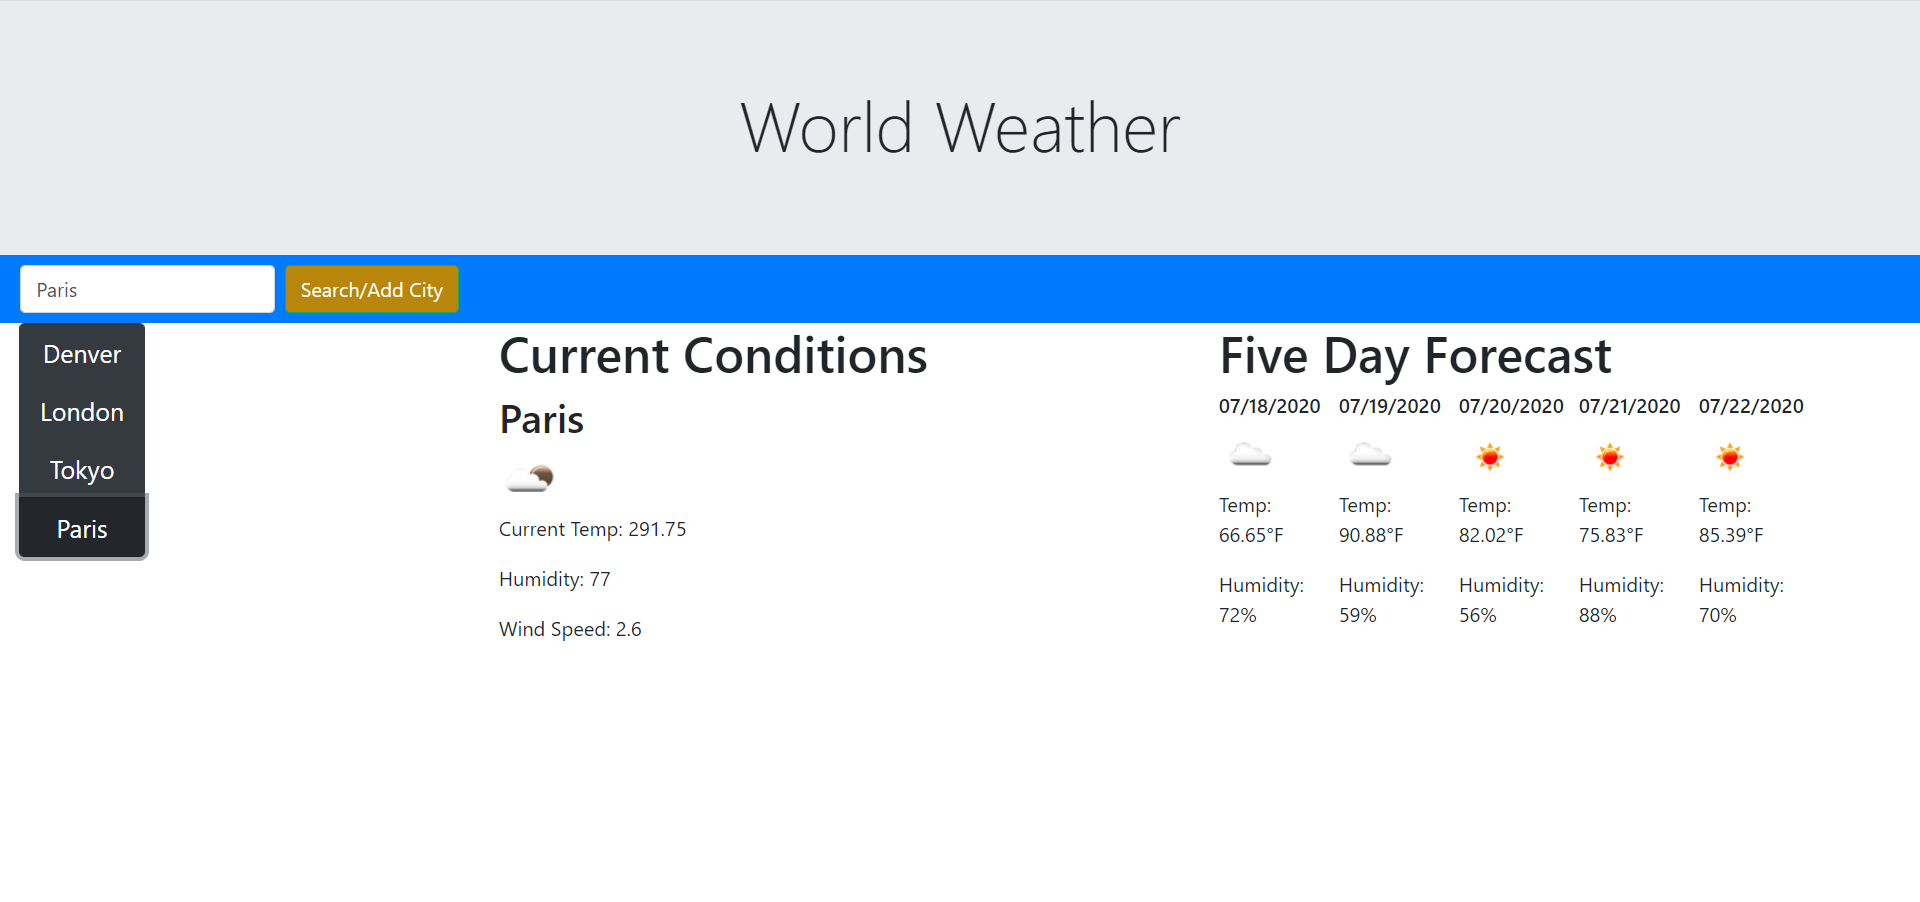 World Weather
Paris
Search/Add City
Denver
London
Tokyo
Paris
Current Conditions
Paris
Current Temp: 291.75
Humidity: 77
Wind Speed: 2.6
Five Day Forecast
07/18/2020
Temp:
66.65°F
Humidity:
72%
07/19/2020
Temp:
90.88°F
Humidity:
59%
07/20/2020
Temp:
82.02°F
Humidity:
56%
07/21/2020
Temp:
75.83°F
Humidity:
88%
07/22/2020
Temp:
85.39°F
Humidity:
70%